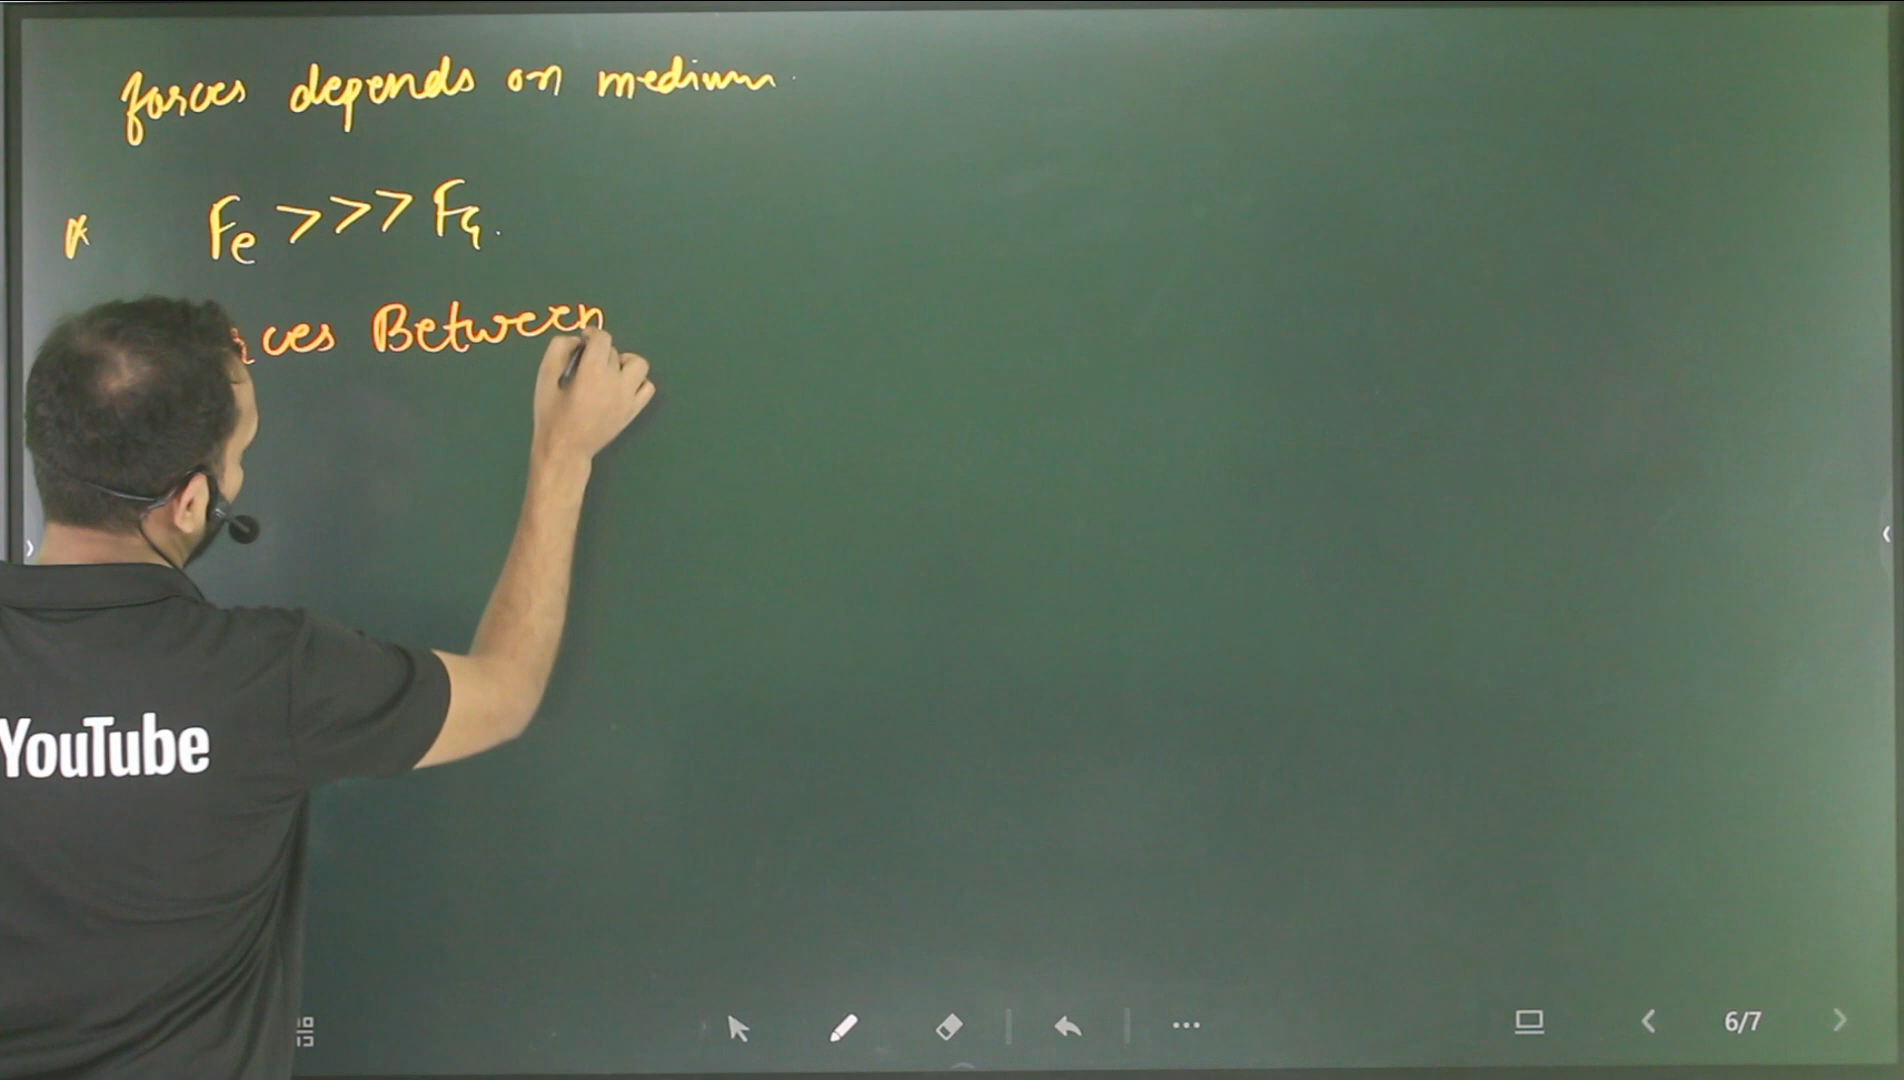 forces depends on medium.
* Fe >>> FG.
ces Between
YouTube
6/7